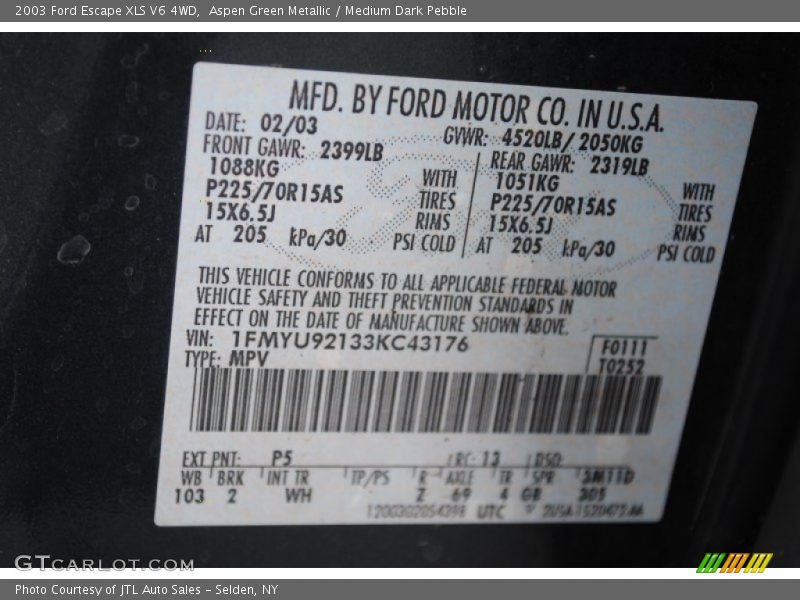 2003 Ford Escape XLS V6 4WD, Aspen Green Metallic / Medium Dark Pebble
MFD. BY FORD MOTOR CO. IN U.S.A.
DATE: 02/03 GVWR: 4520LB/ 2050KG
FRONT GAWR: 2399LB REAR GAWR: 2319LB
1088KG WITH 1051KG WITH
P225/70R15AS TIRES P225/70R15AS TIRES
15X6.5J RIMS 15X6.5J RIMS
AT 205 kPa/30 PSI COLD AT 205 kPa/30 PSI COLD
THIS VEHICLE CONFORMS TO ALL APPLICABLE FEDERAL MOTOR
VEHICLE SAFETY AND THEFT PREVENTION STANDARDS IN
EFFECT ON THE DATE OF MANUFACTURE SHOWN ABOVE.
VIN: 1FMYU92133KC43176 F0111
TYPE: MPV T0252
EXT PNT: P5 RC: 13 DSO:
WB BRK INT TR TP/PS R AXLE TR SPR
103 2 WH Z 69 4 GB 305
UTC
GTCARLOT.COM
Photo Courtesy of JTL Auto Sales - Selden, NY